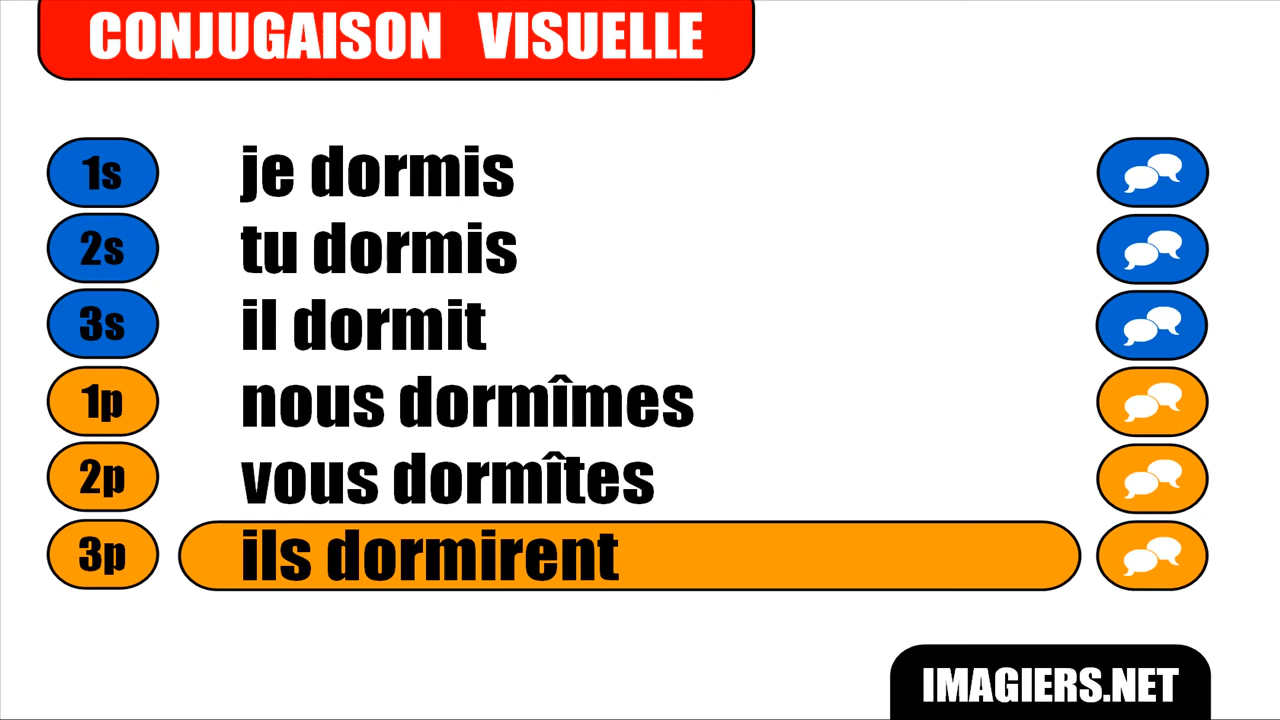 CONJUGAISON VISUELLE
1s je dormis
2s tu dormis
3s il dormit
1p nous dormîmes
2p vous dormîtes
3p ils dormirent
IMAGIERS.NET